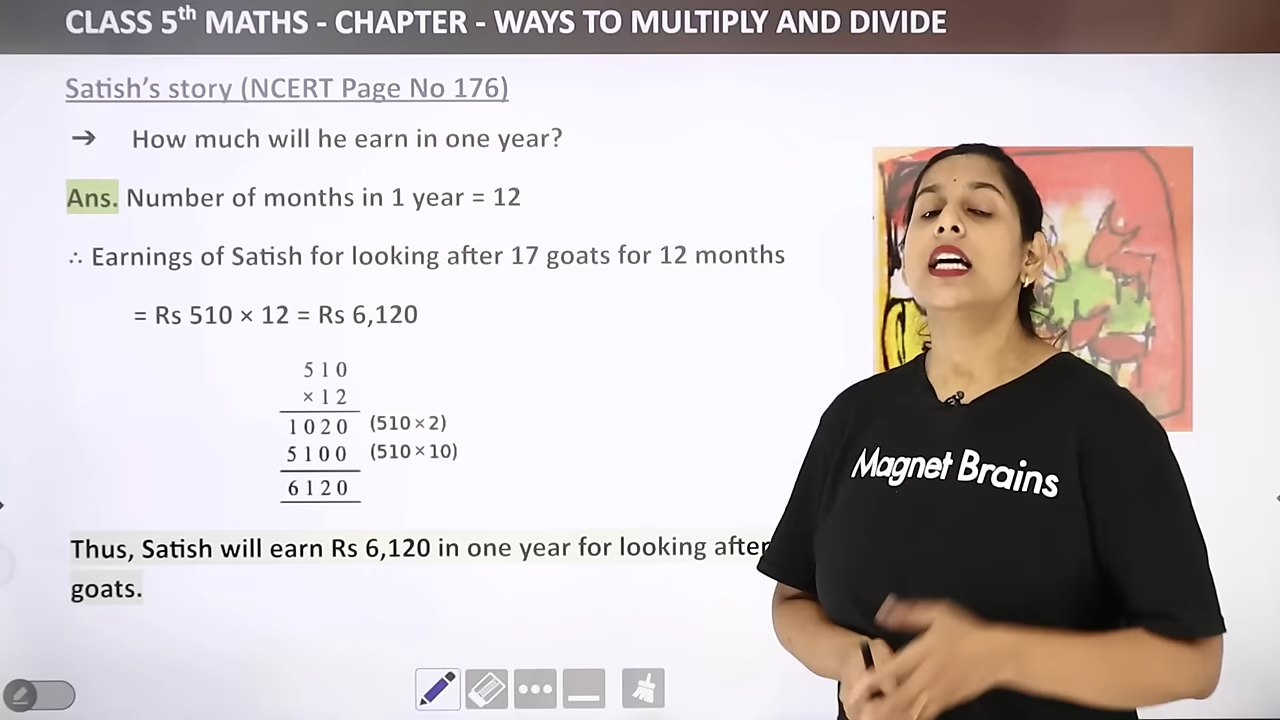 CLASS 5th MATHS - CHAPTER - WAYS TO MULTIPLY AND DIVIDE
Satish's story (NCERT Page No 176)
→ How much will he earn in one year?
Ans. Number of months in 1 year = 12
∴ Earnings of Satish for looking after 17 goats for 12 months
= Rs 510 × 12 = Rs 6,120
510
×12
1020 (510×2)
5100 (510×10)
6120
Thus, Satish will earn Rs 6,120 in one year for looking after
goats.
Magnet Brains